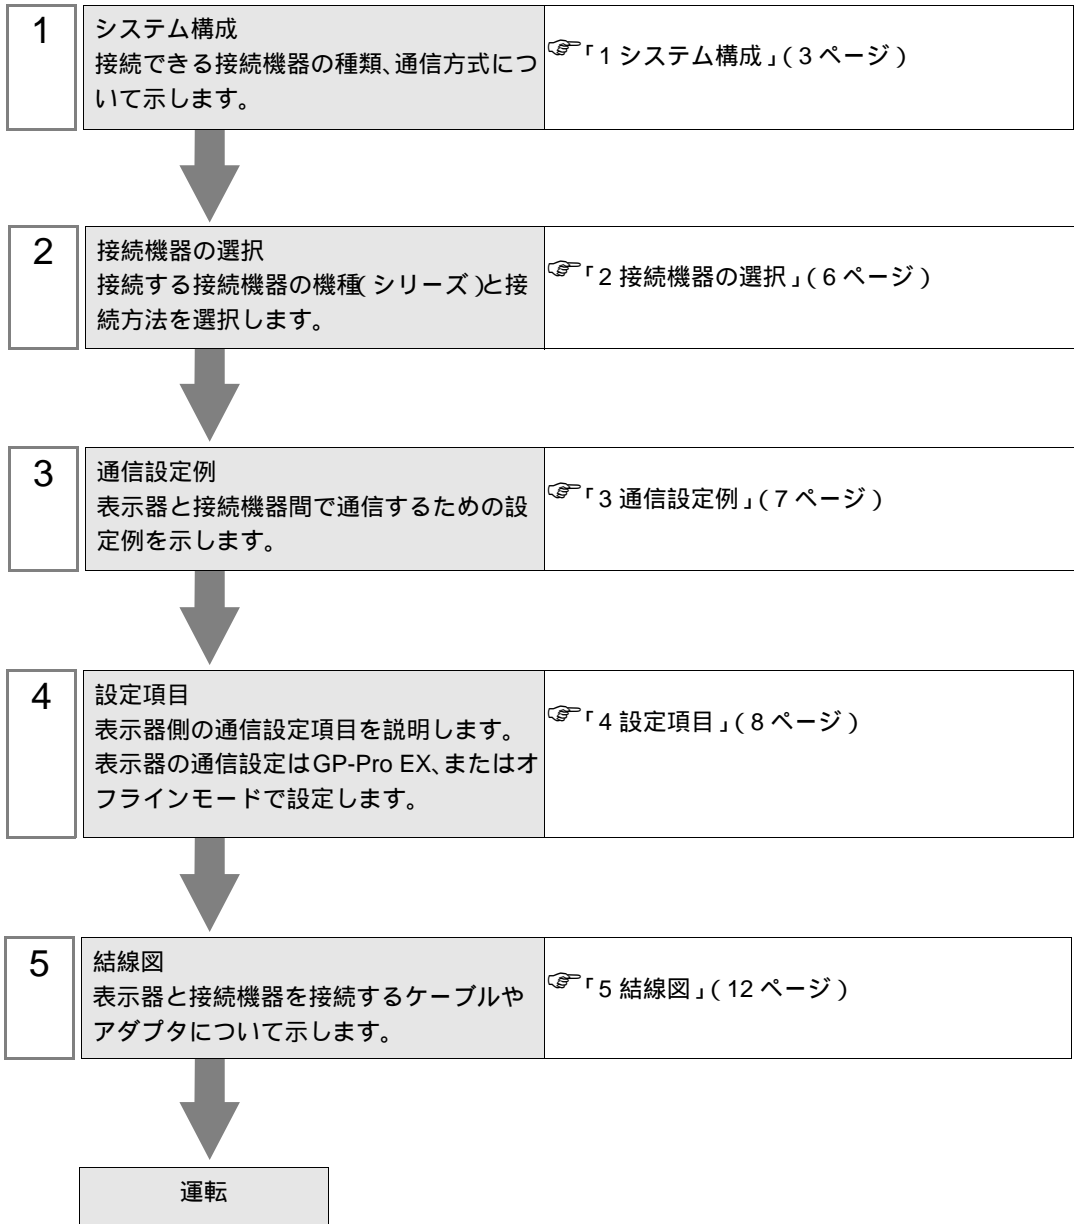 1
システム構成
接続できる接続機器の種類、通信方式につ
いて示します。
☞「1 システム構成」(3 ページ)
2
接続機器の選択
接続する接続機器の機種(シリーズ)と接
続方法を選択します。
☞「2 接続機器の選択」(6 ページ)
3
通信設定例
表示器と接続機器間で通信するための設
定例を示します。
☞「3 通信設定例」(7 ページ)
4
設定項目
表示器側の通信設定項目を説明します。
表示器の通信設定はGP-Pro EX、またはオ
フラインモードで設定します。
☞「4 設定項目」(8 ページ)
5
結線図
表示器と接続機器を接続するケーブルや
アダプタについて示します。
☞「5 結線図」(12 ページ)
運転